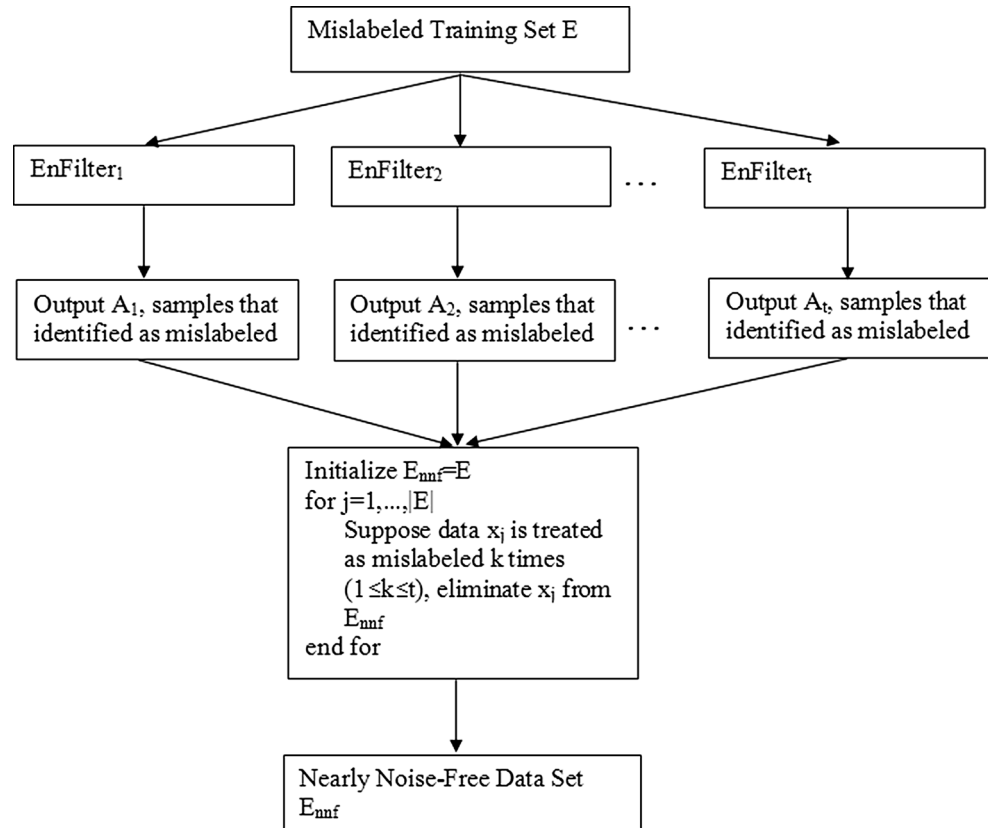 Mislabeled Training Set E
EnFilter₁
EnFilter₂
...
EnFilterₜ
Output A₁, samples that
identified as mislabeled
Output A₂, samples that
identified as mislabeled
...
Output Aₜ, samples that
identified as mislabeled
Initialize Eₙₙf=E
for j=1,...,|E|
Suppose data xⱼ is treated
as mislabeled k times
(1≤k≤t), eliminate xⱼ from
Eₙₙf
end for
Nearly Noise-Free Data Set
Eₙₙf